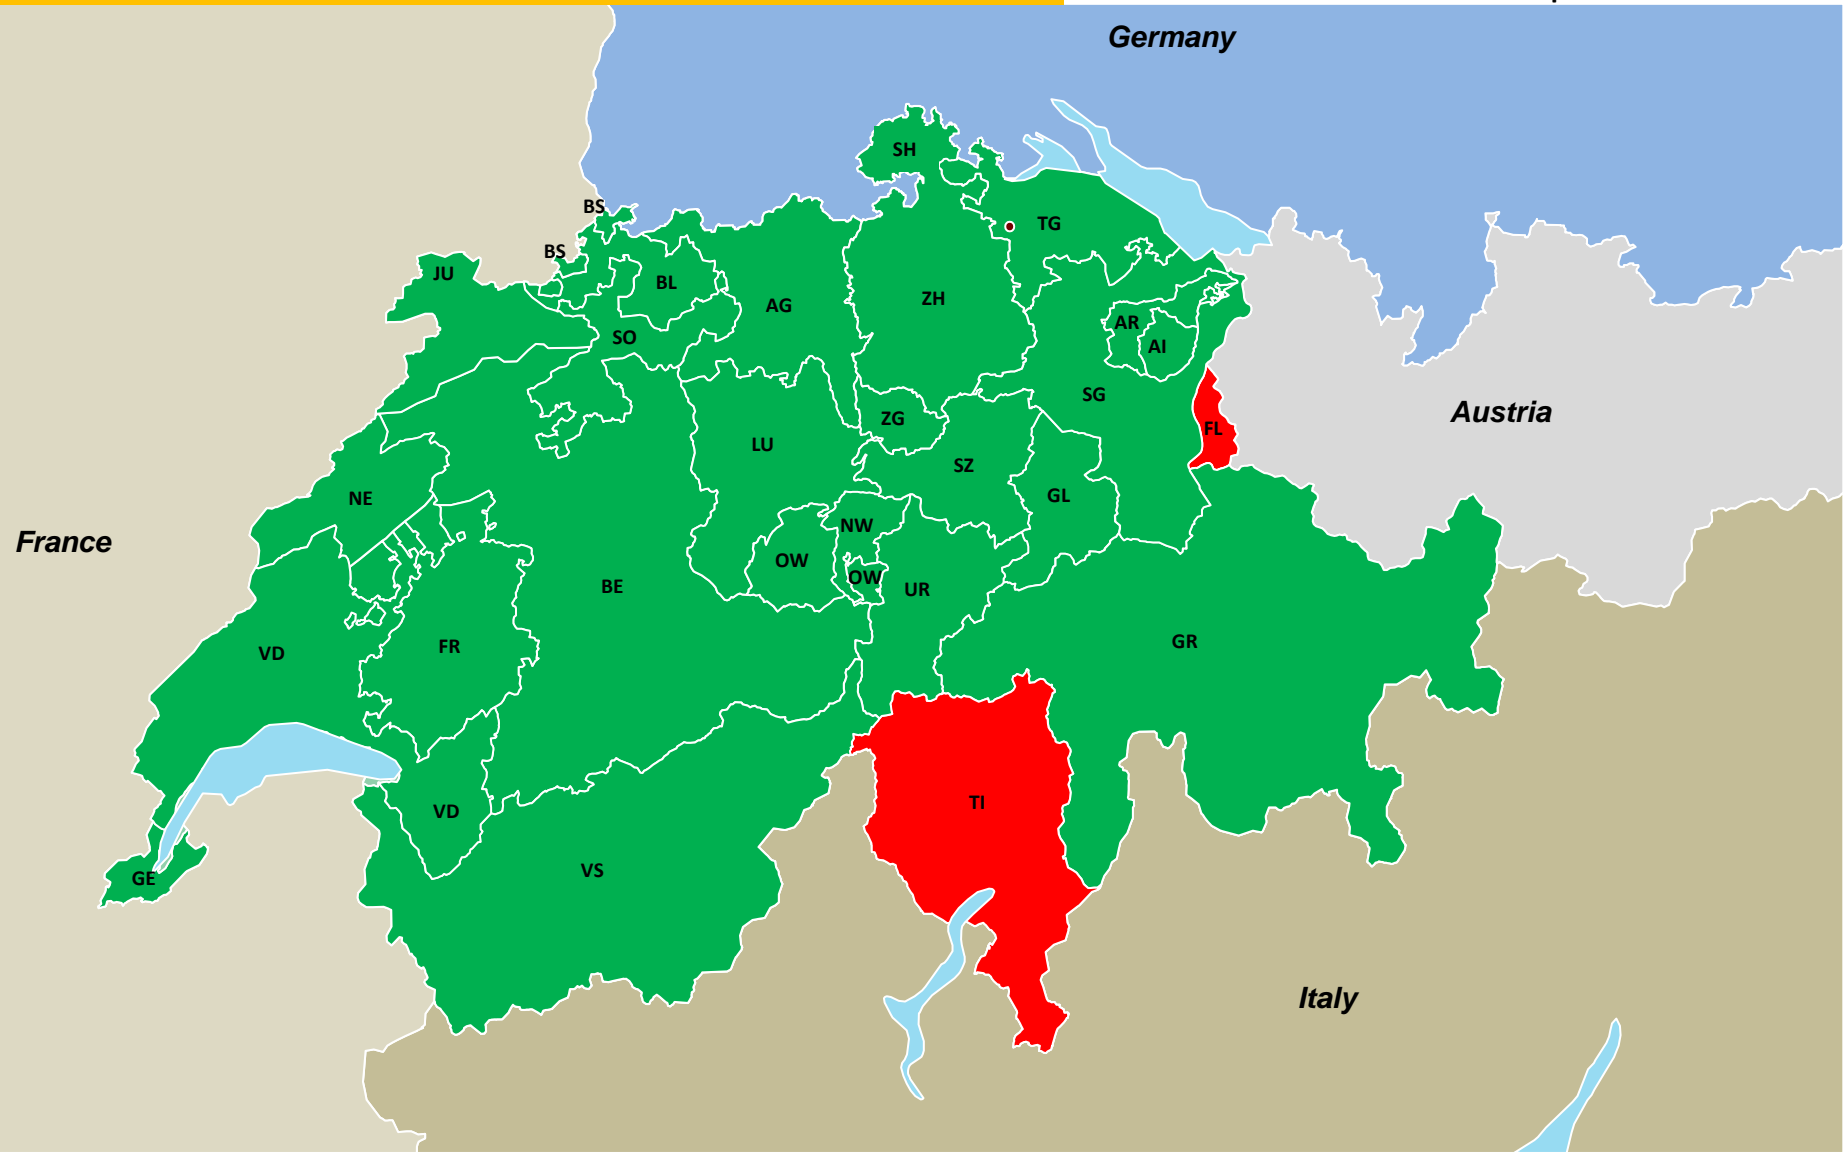 Germany
SH
BS
TG
BS
JU
BL
ZH
AG
AR
SO
AI
SG
Austria
ZG
FL
LU
SZ
GL
NE
NW
France
OW
OW
BE
UR
GR
FR
VD
TI
VD
VS
GE
Italy